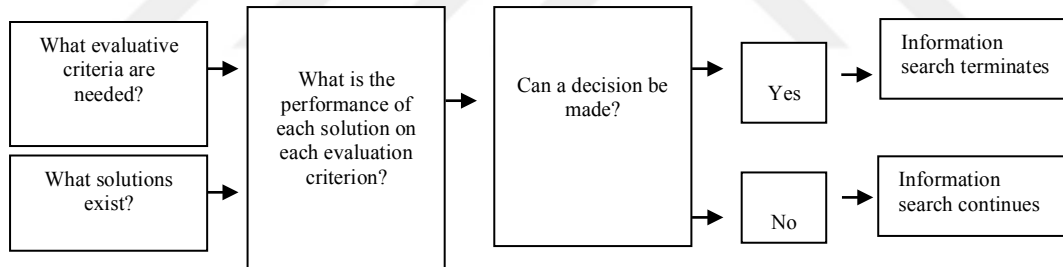 What evaluative
criteria are
needed?
What solutions
exist?
What is the
performance of
each solution on
each evaluation
criterion?
Can a decision be
made?
Yes
Information
search terminates
No
Information
search continues